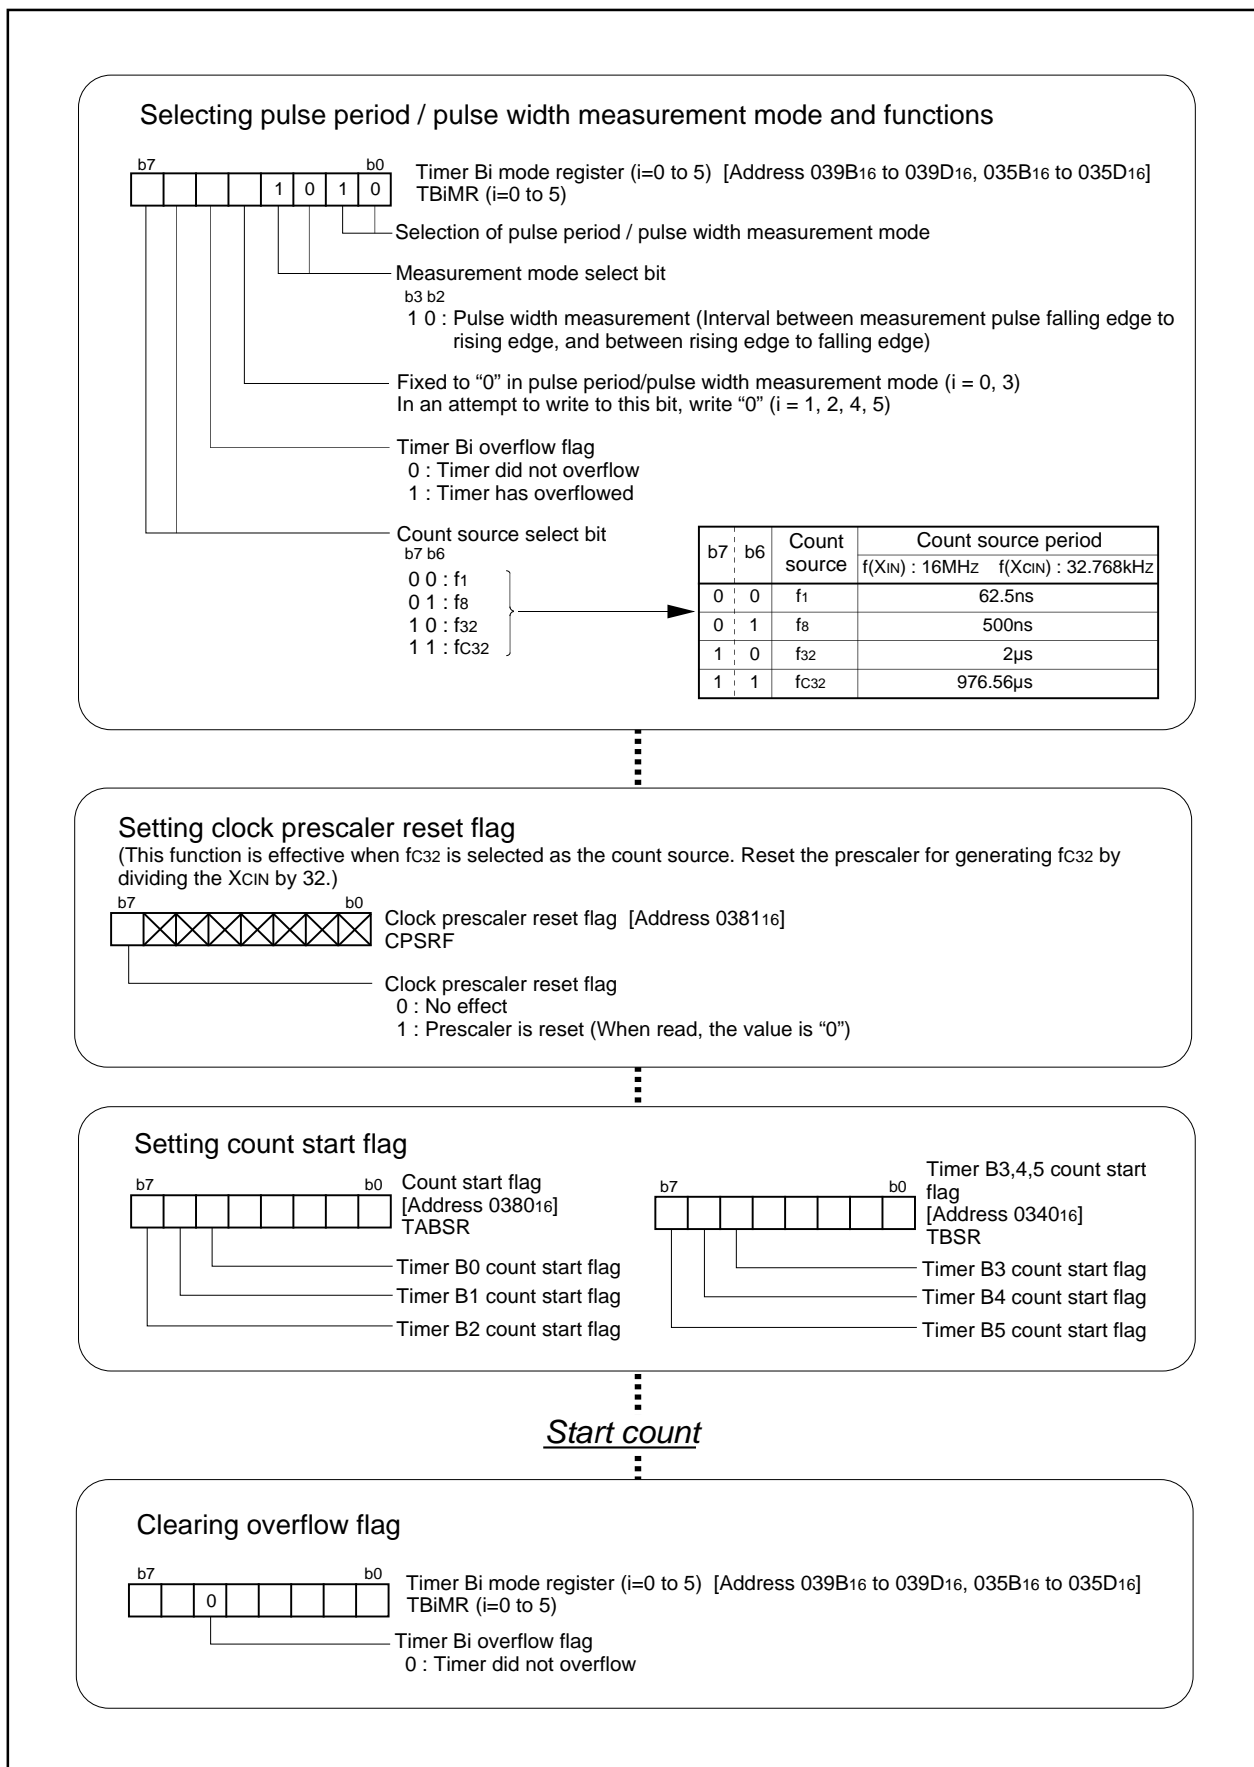 Selecting pulse period / pulse width measurement mode and functions
b7 b0
1 0 1 0
Timer Bi mode register (i=0 to 5) [Address 039B16 to 039D16, 035B16 to 035D16]
TBiMR (i=0 to 5)
Selection of pulse period / pulse width measurement mode
Measurement mode select bit
b3 b2
1 0 : Pulse width measurement (Interval between measurement pulse falling edge to
rising edge, and between rising edge to falling edge)
Fixed to “0” in pulse period/pulse width measurement mode (i = 0, 3)
In an attempt to write to this bit, write “0” (i = 1, 2, 4, 5)
Timer Bi overflow flag
0 : Timer did not overflow
1 : Timer has overflowed
Count source select bit
b7 b6
0 0 : f1
0 1 : f8
1 0 : f32
1 1 : fC32
b7 b6 Count source Count source period
f(XIN) : 16MHz f(XCIN) : 32.768kHz
0 0 f1 62.5ns
0 1 f8 500ns
1 0 f32 2µs
1 1 fC32 976.56µs
Setting clock prescaler reset flag
(This function is effective when fC32 is selected as the count source. Reset the prescaler for generating fC32 by
dividing the XCIN by 32.)
b7 b0
Clock prescaler reset flag [Address 038116]
CPSRF
Clock prescaler reset flag
0 : No effect
1 : Prescaler is reset (When read, the value is “0”)
Setting count start flag
b7 b0
Count start flag
[Address 038016]
TABSR
Timer B0 count start flag
Timer B1 count start flag
Timer B2 count start flag
b7 b0
Timer B3,4,5 count start
flag
[Address 034016]
TBSR
Timer B3 count start flag
Timer B4 count start flag
Timer B5 count start flag
Start count
Clearing overflow flag
b7 b0
0
Timer Bi mode register (i=0 to 5) [Address 039B16 to 039D16, 035B16 to 035D16]
TBiMR (i=0 to 5)
Timer Bi overflow flag
0 : Timer did not overflow